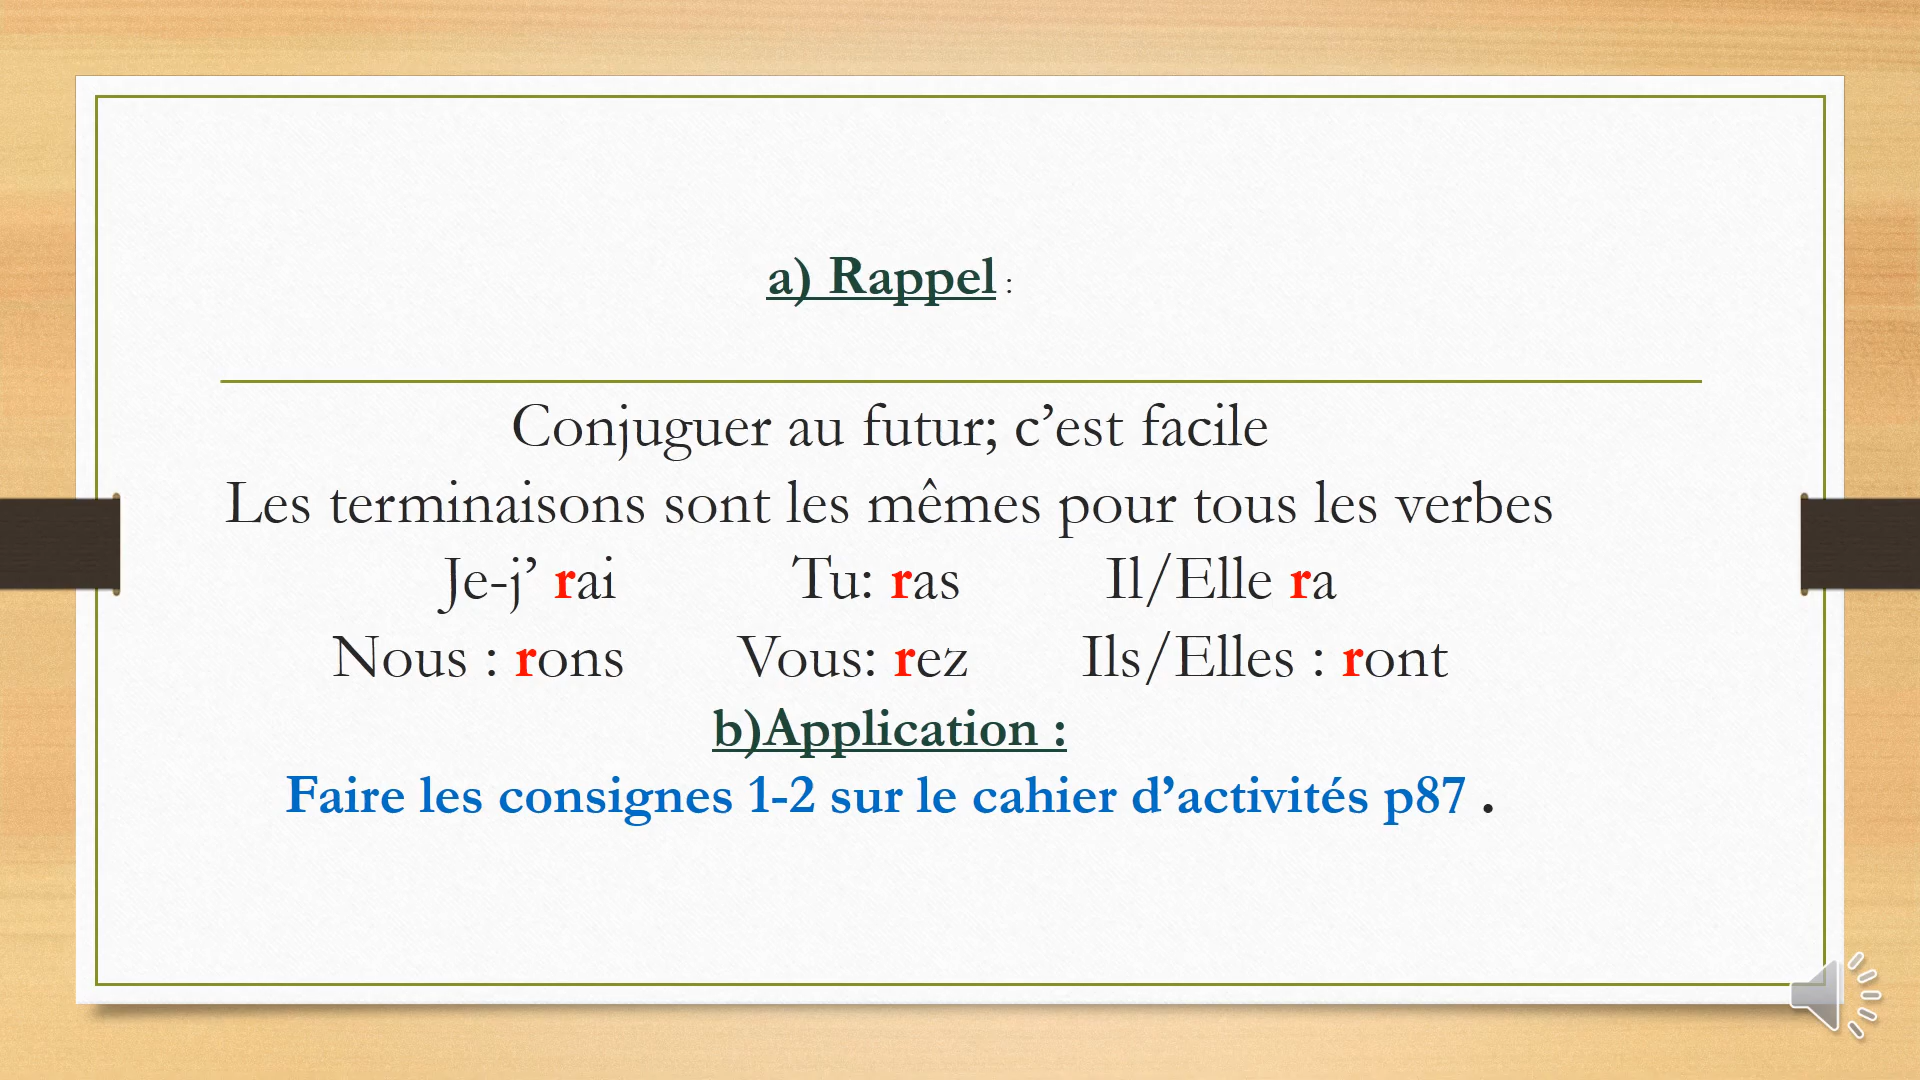 a) Rappel :
Conjuguer au futur; c’est facile
Les terminaisons sont les mêmes pour tous les verbes
Je-j’ rai Tu: ras Il/Elle ra
Nous : rons Vous: rez Ils/Elles : ront
b)Application :
Faire les consignes 1-2 sur le cahier d’activités p87 .